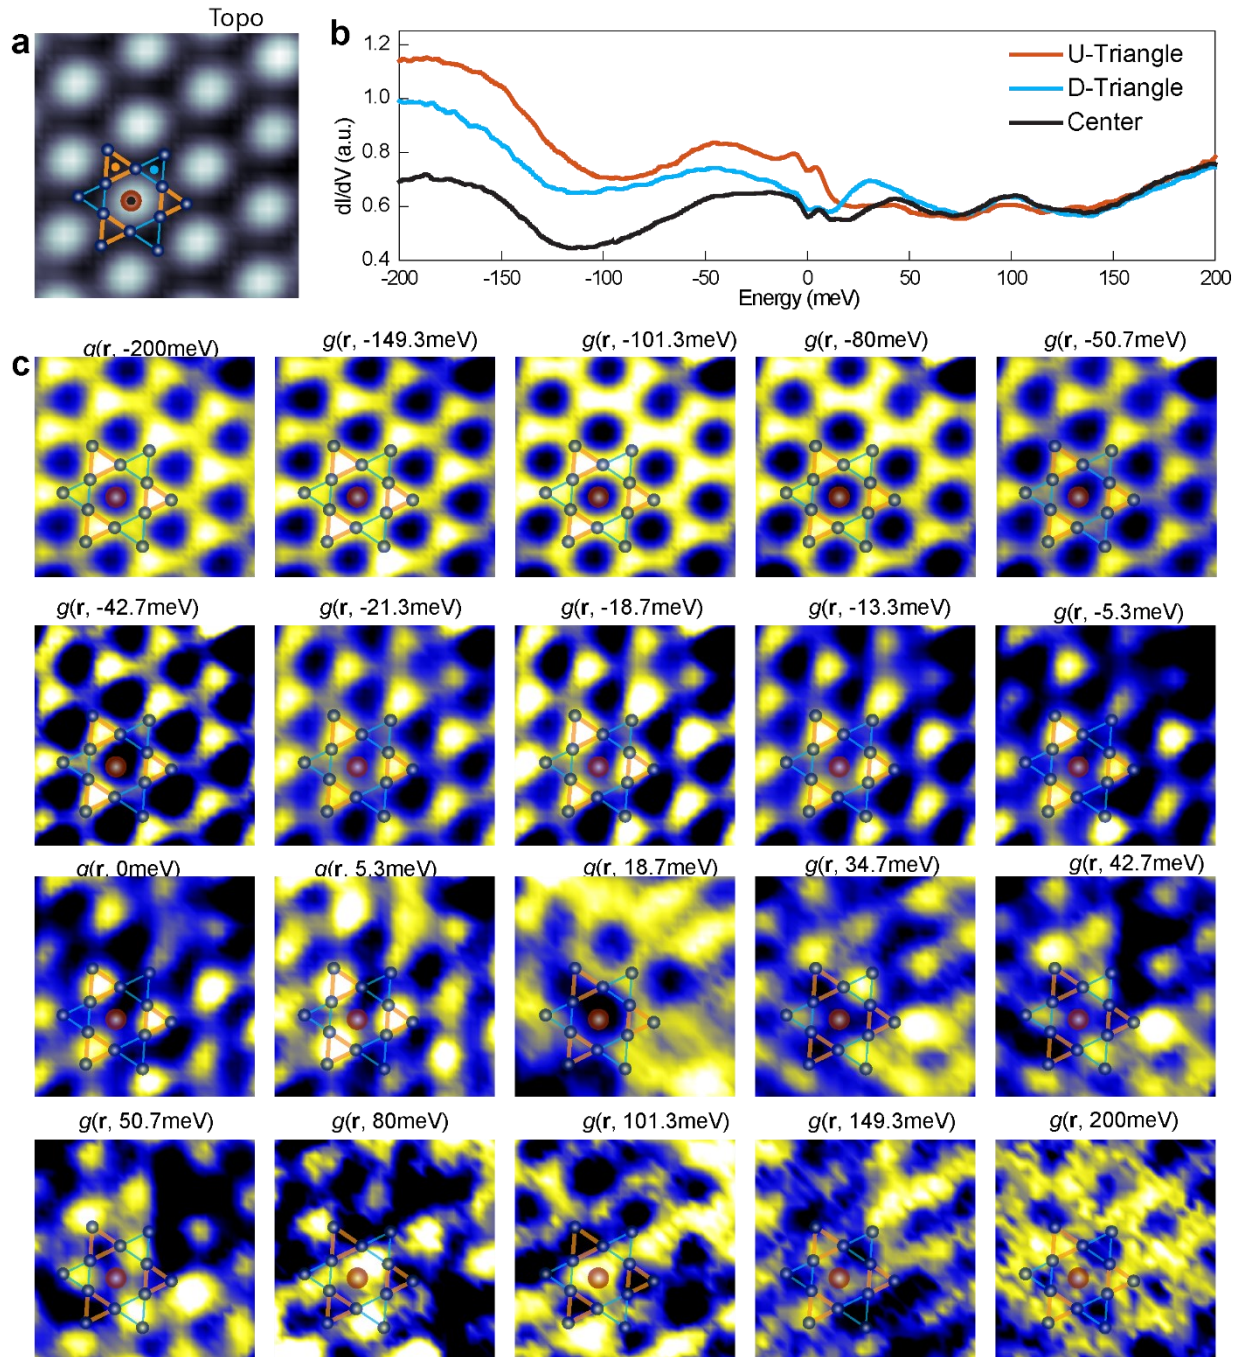 Topo
a
b
1.2
1.0
0.8
0.6
0.4
dI/dV (a.u.)
U-Triangle
D-Triangle
Center
-200 -150 -100 -50 0 50 100 150 200
Energy (meV)
c
g(r, -200meV) g(r, -149.3meV) g(r, -101.3meV) g(r, -80meV) g(r, -50.7meV)
g(r, -42.7meV) g(r, -21.3meV) g(r, -18.7meV) g(r, -13.3meV) g(r, -5.3meV)
g(r, 0meV) g(r, 5.3meV) g(r, 18.7meV) g(r, 34.7meV) g(r, 42.7meV)
g(r, 50.7meV) g(r, 80meV) g(r, 101.3meV) g(r, 149.3meV) g(r, 200meV)